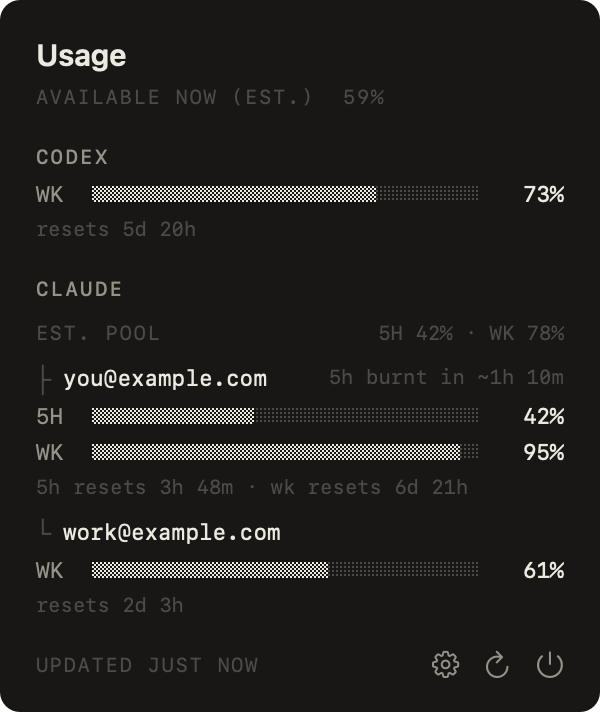 Usage
AVAILABLE NOW (EST.) 59%
CODEX
WK 73%
resets 5d 20h
CLAUDE
EST. POOL 5H 42% · WK 78%
you@example.com 5h burnt in ~1h 10m
5H 42%
WK 95%
5h resets 3h 48m · wk resets 6d 21h
work@example.com
WK 61%
resets 2d 3h
UPDATED JUST NOW